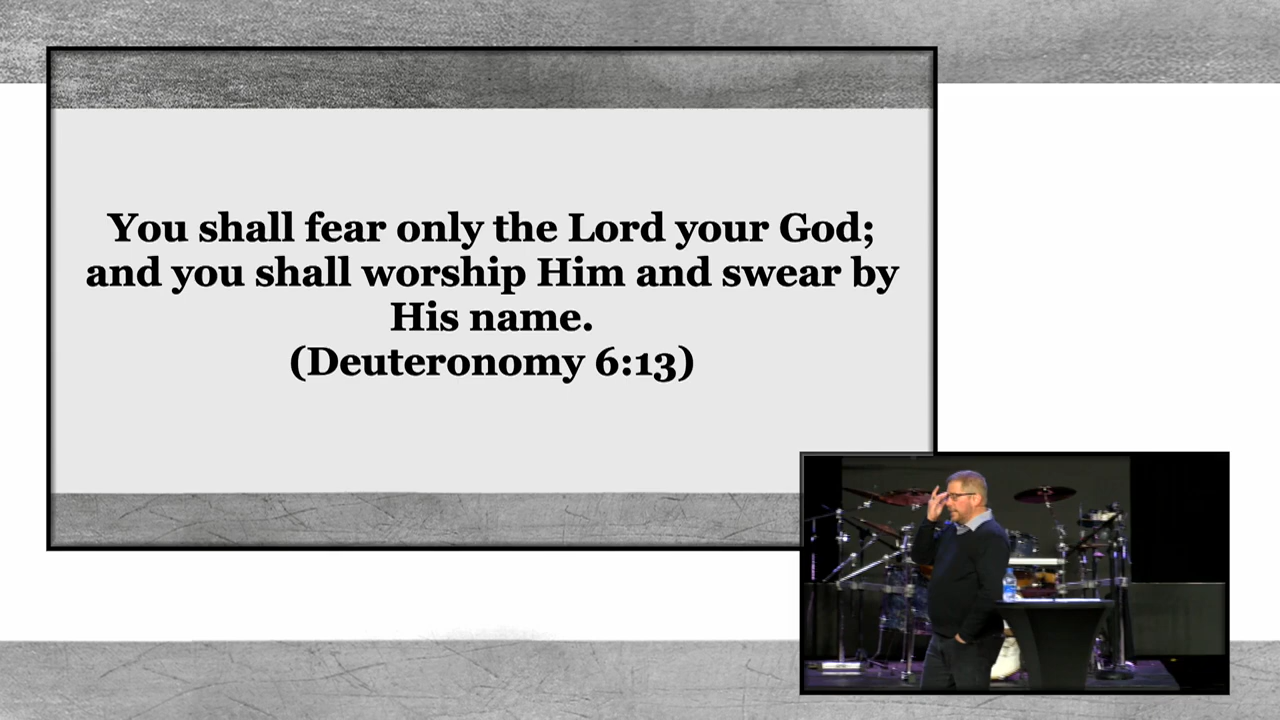 You shall fear only the Lord your God;
and you shall worship Him and swear by
His name.
(Deuteronomy 6:13)